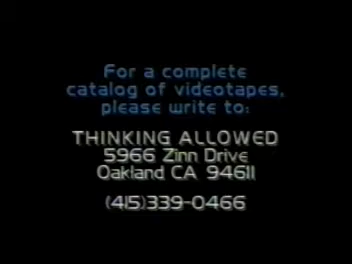 For a complete
catalog of videotapes,
please write to:
THINKING ALLOWED
5966 Zinn Drive
Oakland CA 94611
(415)339-0466